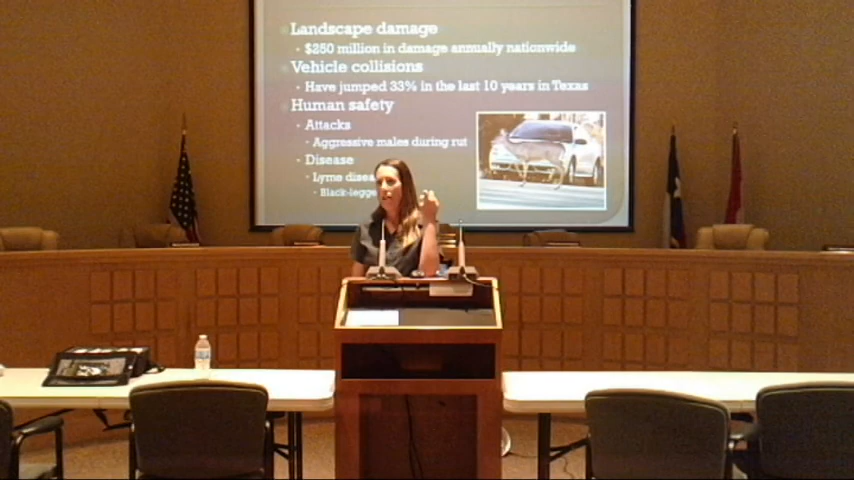 Landscape damage
$250 million in damage annually nationwide
Vehicle collisions
Have jumped 33% in the last 10 years in Texas
Human safety
Attacks
Aggressive males during rut
Disease
Lyme